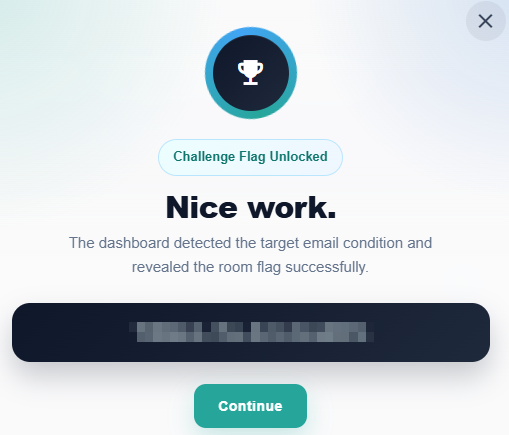 Challenge Flag Unlocked
Nice work.
The dashboard detected the target email condition and
revealed the room flag successfully.
Continue